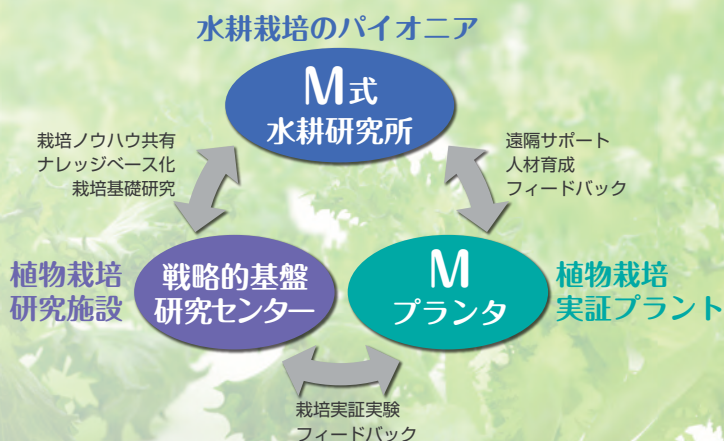 水耕栽培のパイオニア
M式
水耕研究所
栽培ノウハウ共有
ナレッジベース化
栽培基礎研究
遠隔サポート
人材育成
フィードバック
植物栽培
研究施設
戦略的基盤
研究センター
M
プランタ
植物栽培
実証プラント
栽培実証実験
フィードバック